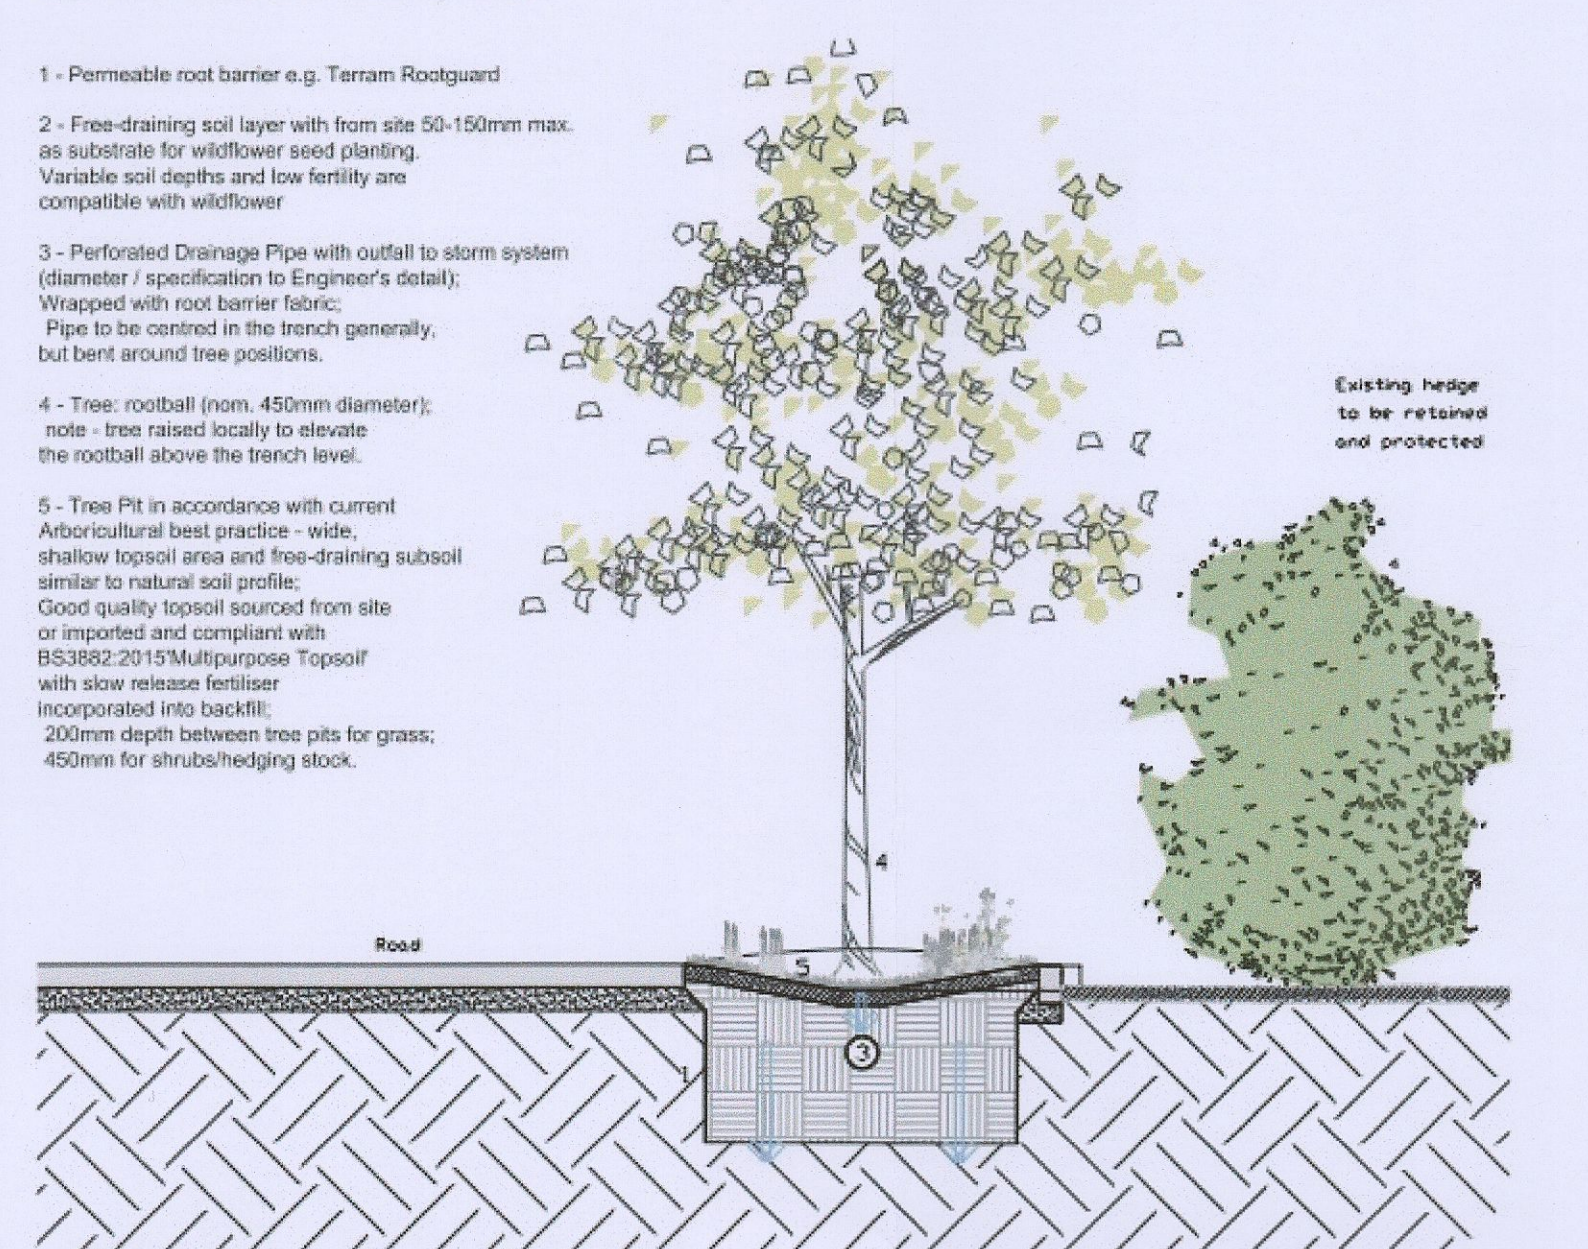 1 - Permeable root barrier e.g. Terram Rootguard
2 - Free-draining soil layer with from site 50-150mm max.
as substrate for wildflower seed planting.
Variable soil depths and low fertility are
compatible with wildflower
3 - Perforated Drainage Pipe with outfall to storm system
(diameter / specification to Engineer's detail);
Wrapped with root barrier fabric;
Pipe to be centred in the trench generally,
but bent around tree positions.
4 - Tree: rootball (nom. 450mm diameter);
note - tree raised locally to elevate
the rootball above the trench level.
5 - Tree Pit in accordance with current
Arboricultural best practice - wide,
shallow topsoil area and free-draining subsoil
similar to natural soil profile;
Good quality topsoil sourced from site
or imported and compliant with
BS3882:2015'Multipurpose Topsoil'
with slow release fertiliser
incorporated into backfill;
200mm depth between tree pits for grass;
450mm for shrubs/hedging stock.
Existing hedge
to be retained
and protected
4
Road
5
3
1